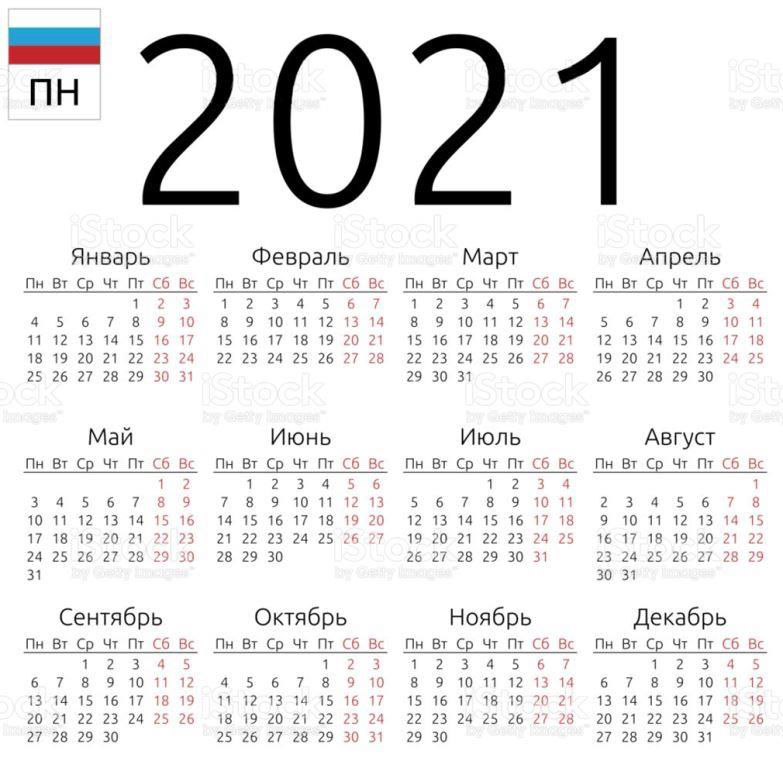 ПН
2021
Январь Февраль Март Апрель
Пн Вт Ср Чт Пт Сб Вс Пн Вт Ср Чт Пт Сб Вс Пн Вт Ср Чт Пт Сб Вс Пн Вт Ср Чт Пт Сб Вс
1 2 3 1 2 3 4 5 6 7 1 2 3 4 5 6 7 1 2 3 4
4 5 6 7 8 9 10 8 9 10 11 12 13 14 8 9 10 11 12 13 14 5 6 7 8 9 10 11
11 12 13 14 15 16 17 15 16 17 18 19 20 21 15 16 17 18 19 20 21 12 13 14 15 16 17 18
18 19 20 21 22 23 24 22 23 24 25 26 27 28 22 23 24 25 26 27 28 19 20 21 22 23 24 25
25 26 27 28 29 30 31 29 30 31 26 27 28 29 30
Май Июнь Июль Август
Пн Вт Ср Чт Пт Сб Вс Пн Вт Ср Чт Пт Сб Вс Пн Вт Ср Чт Пт Сб Вс Пн Вт Ср Чт Пт Сб Вс
1 2 1 2 3 4 5 6 1 2 3 4 1
3 4 5 6 7 8 9 7 8 9 10 11 12 13 5 6 7 8 9 10 11 2 3 4 5 6 7 8
10 11 12 13 14 15 16 14 15 16 17 18 19 20 12 13 14 15 16 17 18 9 10 11 12 13 14 15
17 18 19 20 21 22 23 21 22 23 24 25 26 27 19 20 21 22 23 24 25 16 17 18 19 20 21 22
24 25 26 27 28 29 30 28 29 30 26 27 28 29 30 31 23 24 25 26 27 28 29
31 30 31
Сентябрь Октябрь Ноябрь Декабрь
Пн Вт Ср Чт Пт Сб Вс Пн Вт Ср Чт Пт Сб Вс Пн Вт Ср Чт Пт Сб Вс Пн Вт Ср Чт Пт Сб Вс
1 2 3 4 5 1 2 3 1 2 3 4 5 6 7 1 2 3 4 5
6 7 8 9 10 11 12 4 5 6 7 8 9 10 8 9 10 11 12 13 14 6 7 8 9 10 11 12
13 14 15 16 17 18 19 11 12 13 14 15 16 17 15 16 17 18 19 20 21 13 14 15 16 17 18 19
20 21 22 23 24 25 26 18 19 20 21 22 23 24 22 23 24 25 26 27 28 20 21 22 23 24 25 26
27 28 29 30 25 26 27 28 29 30 31 29 30 27 28 29 30 31
iStock
by Getty Images™